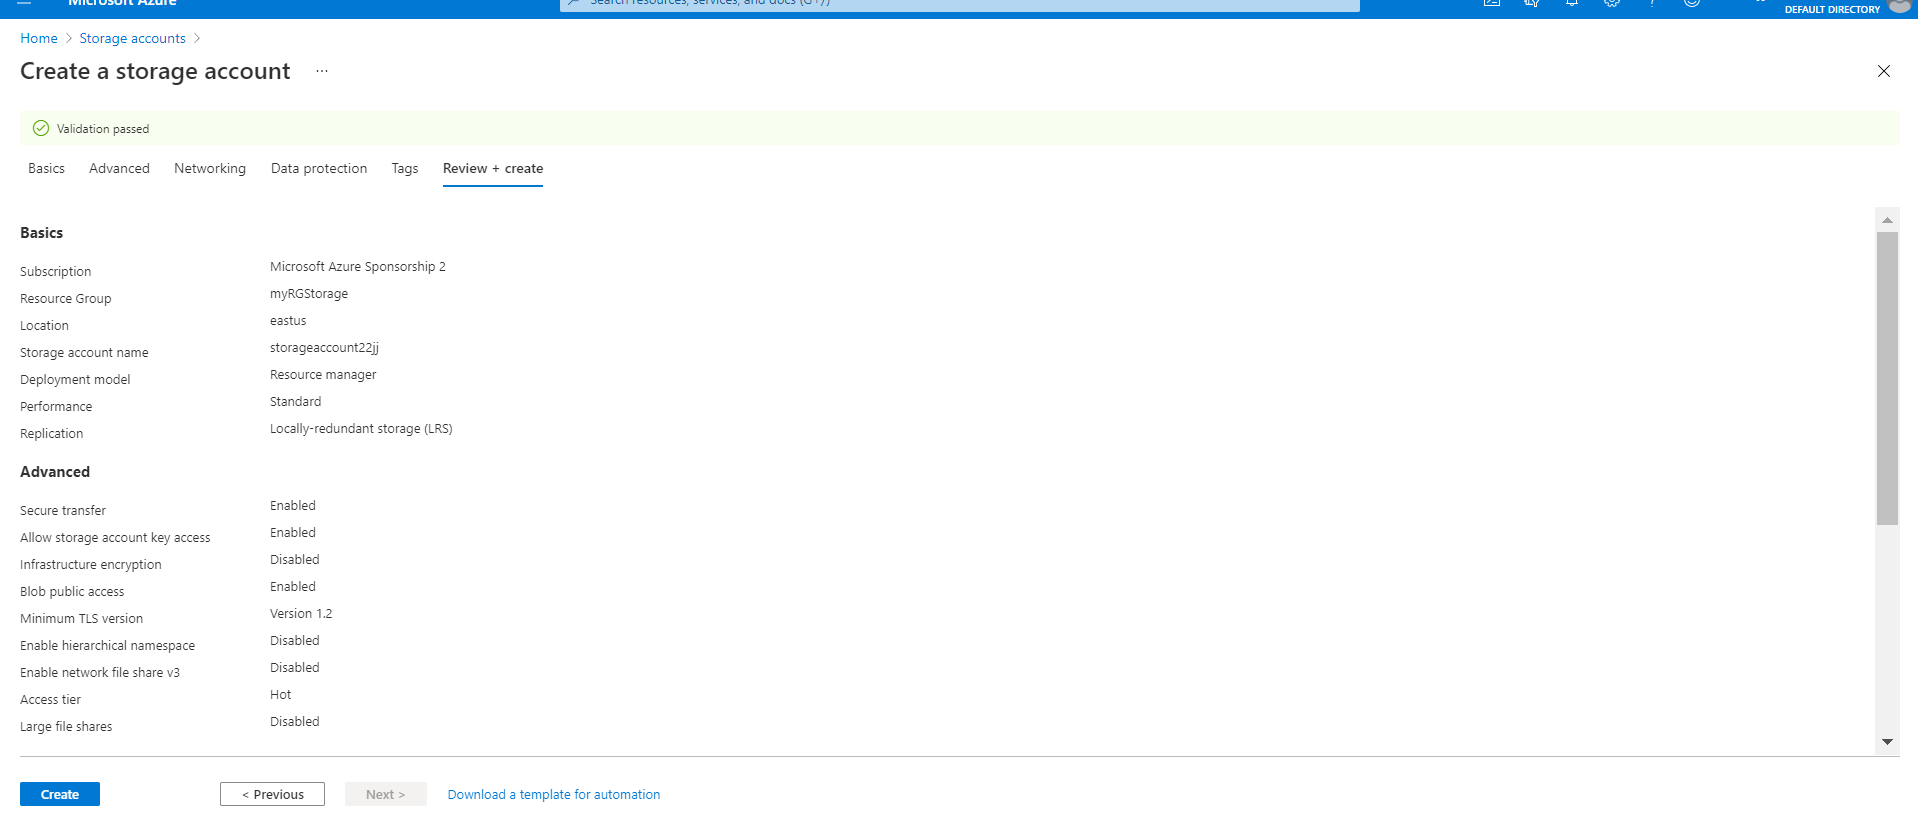 Microsoft Azure
Search resources, services, and docs (G+/)
DEFAULT DIRECTORY
Home > Storage accounts >
Create a storage account ...
Validation passed
Basics Advanced Networking Data protection Tags Review + create
Basics
Subscription Microsoft Azure Sponsorship 2
Resource Group myRGStorage
Location eastus
Storage account name storageaccount22jj
Deployment model Resource manager
Performance Standard
Replication Locally-redundant storage (LRS)
Advanced
Secure transfer Enabled
Allow storage account key access Enabled
Infrastructure encryption Disabled
Blob public access Enabled
Minimum TLS version Version 1.2
Enable hierarchical namespace Disabled
Enable network file share v3 Disabled
Access tier Hot
Large file shares Disabled
Create < Previous Next > Download a template for automation